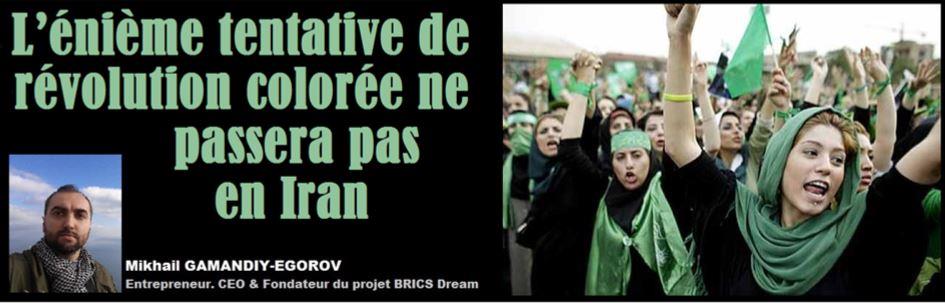 L'énième tentative de
révolution colorée ne
passera pas
en Iran
Mikhail GAMANDIY-EGOROV
Entrepreneur. CEO & Fondateur du projet BRICS Dream